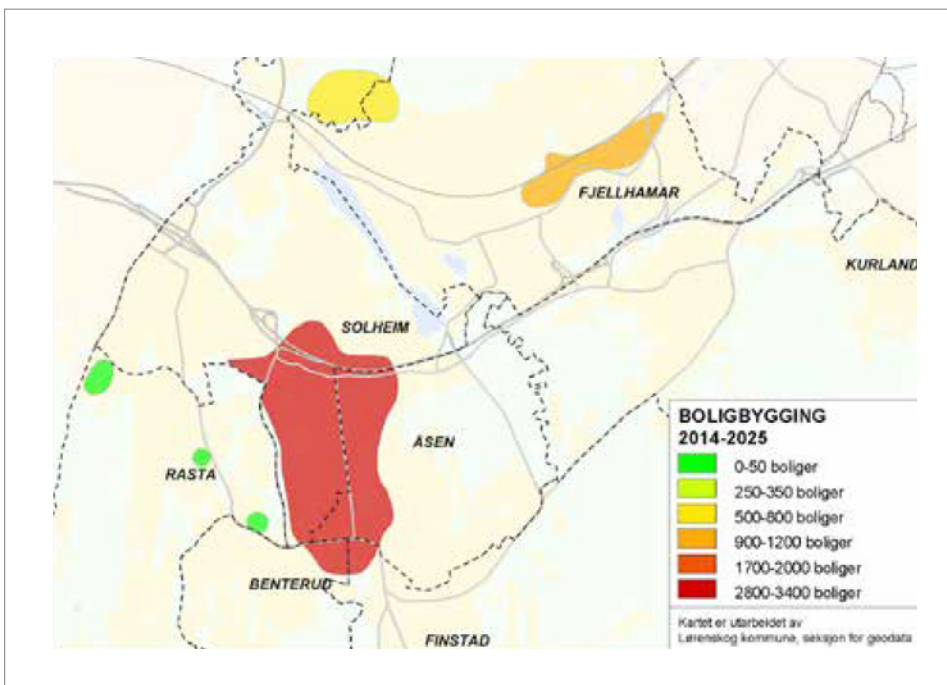 FJELLHAMAR
KURLAND
SOLHEIM
ÅSEN
RASTA
BENTERUD
FINSTAD
BOLIGBYGGING
2014-2025
0-50 boliger
250-350 boliger
500-800 boliger
900-1200 boliger
1700-2000 boliger
2800-3400 boliger
Kartet er utarbeidet av
Lørenskog kommune, seksjon for geodata